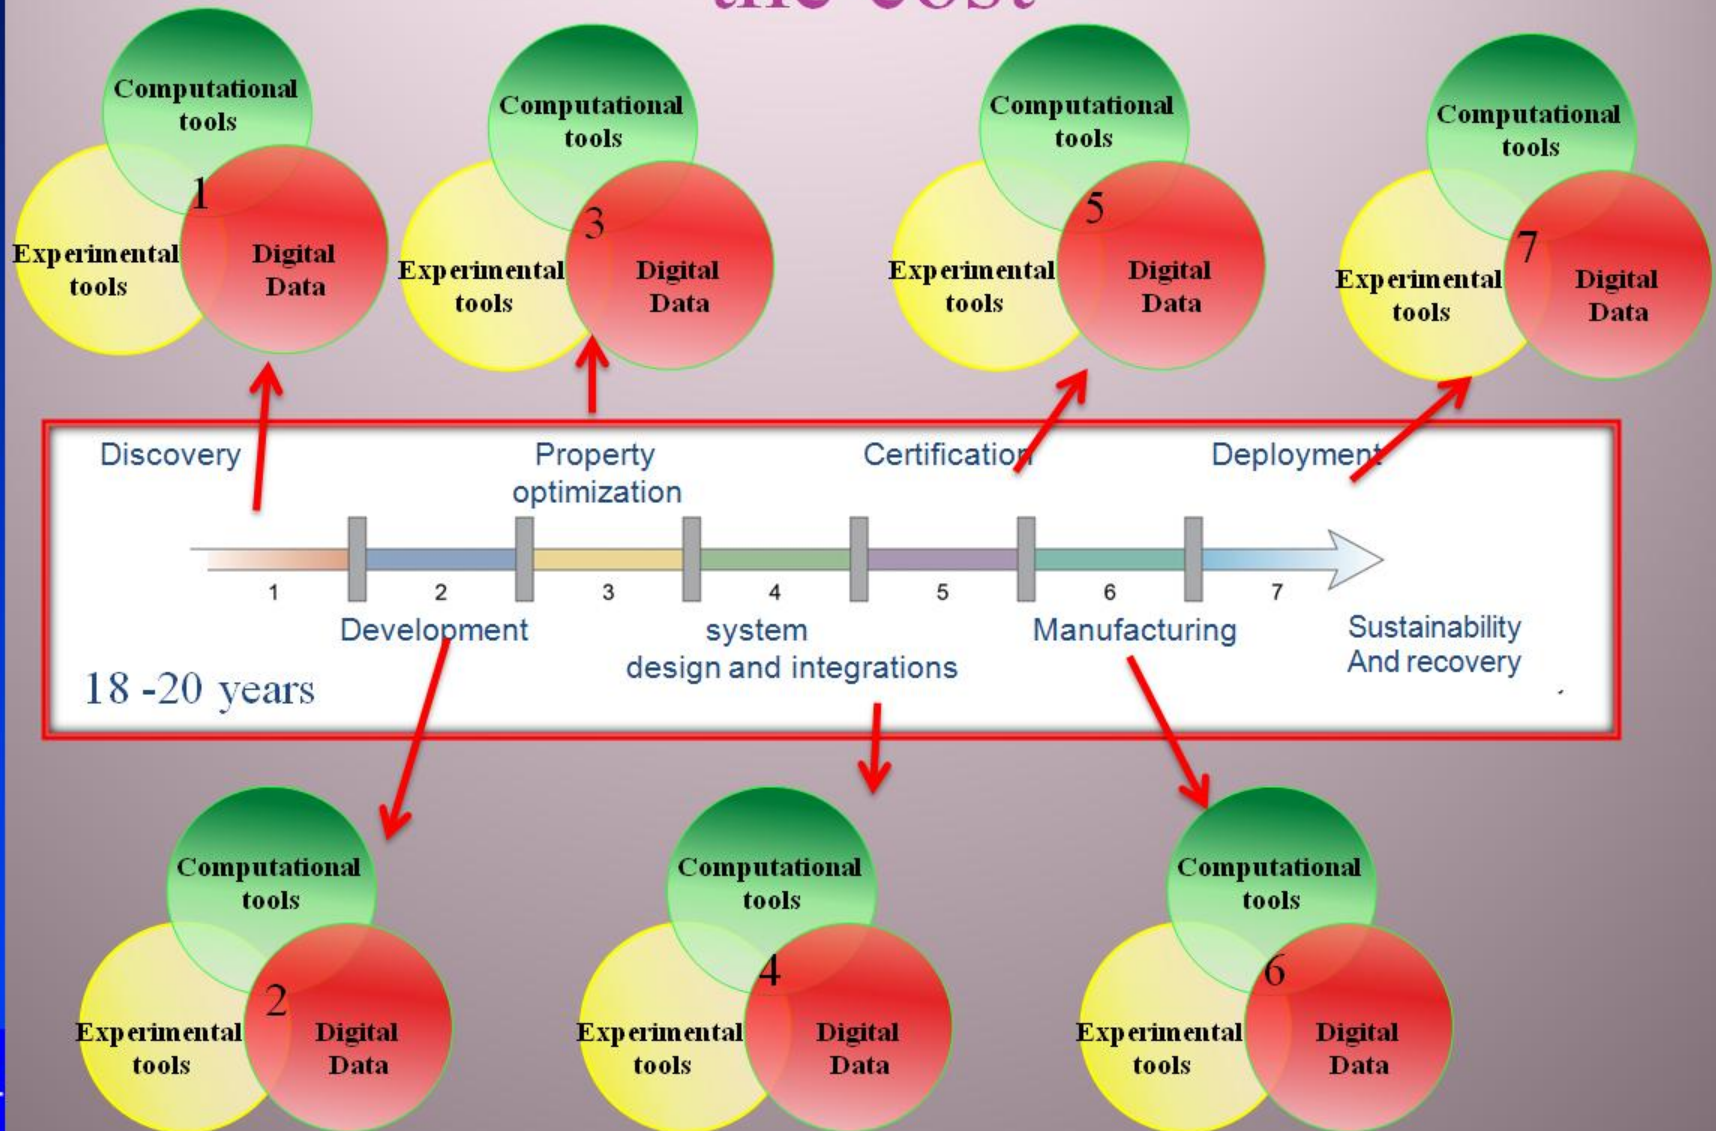 the cost
Computational
tools
1
Experimental
tools
Digital
Data
Computational
tools
3
Experimental
tools
Digital
Data
Computational
tools
5
Experimental
tools
Digital
Data
Computational
tools
7
Experimental
tools
Digital
Data
Discovery
Property
optimization
Certification
Deployment
1 2 3 4 5 6 7
Development
system
design and integrations
Manufacturing
Sustainability
And recovery
18 -20 years
Computational
tools
2
Experimental
tools
Digital
Data
Computational
tools
4
Experimental
tools
Digital
Data
Computational
tools
6
Experimental
tools
Digital
Data